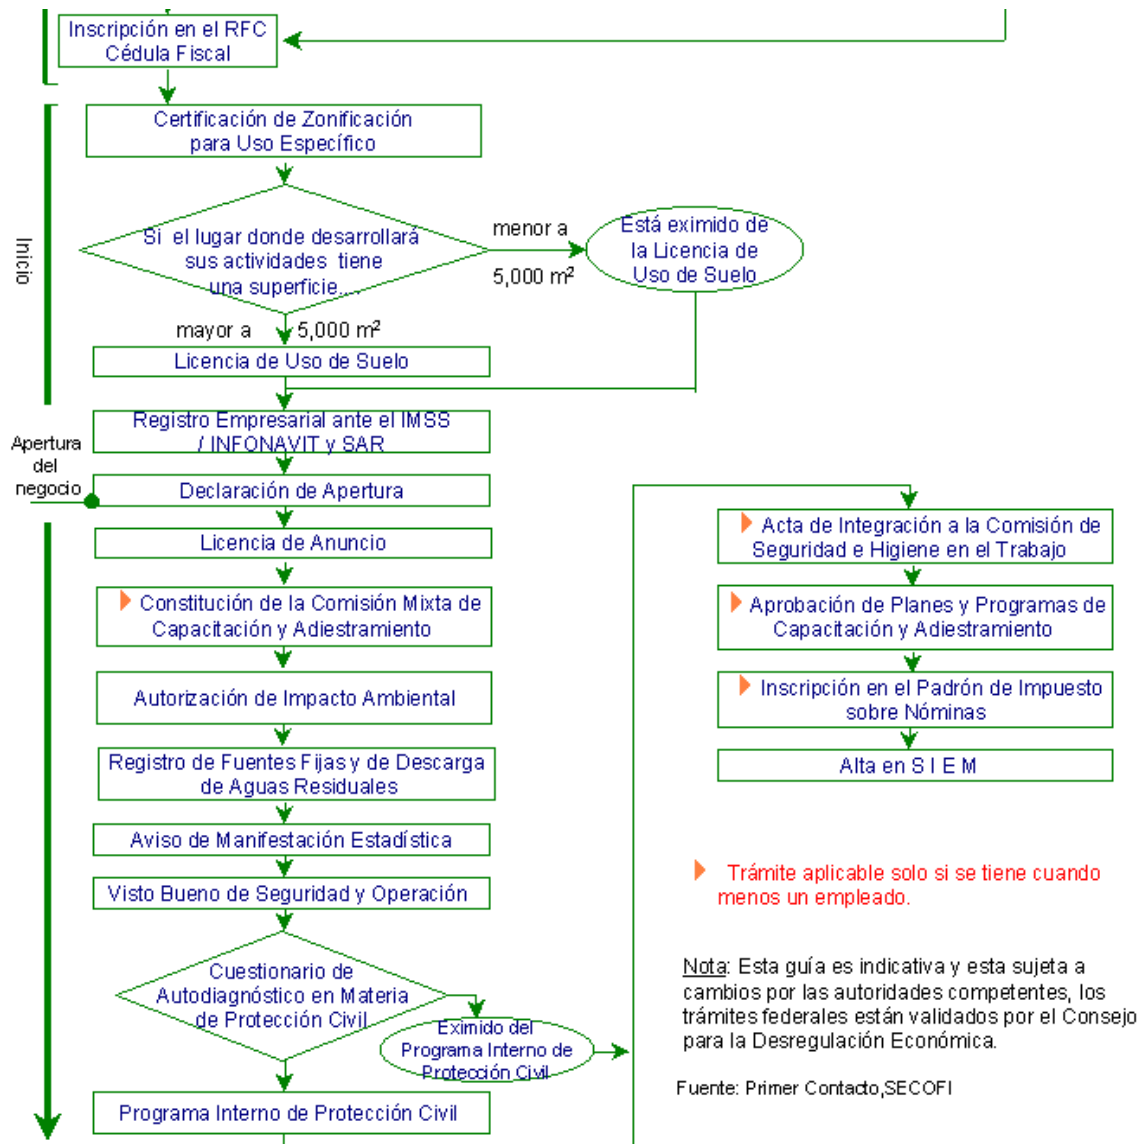 Inscripción en el RFC
Cédula Fiscal
Certificación de Zonificación
para Uso Específico
Inicio
Si el lugar donde desarrollará
sus actividades tiene
una superficie....
menor a
5,000 m²
Está eximido de
la Licencia de
Uso de Suelo
mayor a 5,000 m²
Licencia de Uso de Suelo
Registro Empresarial ante el IMSS
/ INFONAVIT y SAR
Apertura
del
negocio
Declaración de Apertura
Licencia de Anuncio
Constitución de la Comisión Mixta de
Capacitación y Adiestramiento
Autorización de Impacto Ambiental
Registro de Fuentes Fijas y de Descarga
de Aguas Residuales
Aviso de Manifestación Estadística
Visto Bueno de Seguridad y Operación
Cuestionario de
Autodiagnóstico en Materia
de Protección Civil
Eximido del
Programa Interno de
Protección Civil
Programa Interno de Protección Civil
Acta de Integración a la Comisión de
Seguridad e Higiene en el Trabajo
Aprobación de Planes y Programas de
Capacitación y Adiestramiento
Inscripción en el Padrón de Impuesto
sobre Nóminas
Alta en S I E M
Trámite aplicable solo si se tiene cuando
menos un empleado.
Nota: Esta guía es indicativa y esta sujeta a
cambios por las autoridades competentes, los
trámites federales están validados por el Consejo
para la Desregulación Económica.
Fuente: Primer Contacto,SECOFI